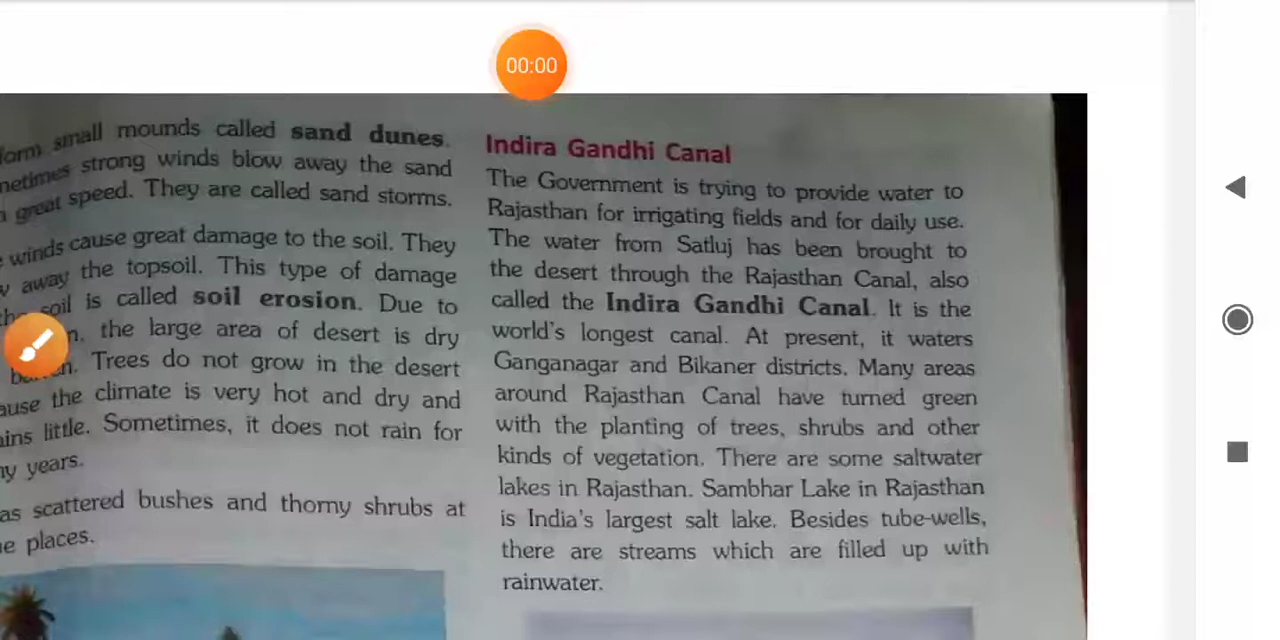 00:00
form small mounds called sand dunes.
strong winds blow away the sand
great speed. They are called sand storms.
winds cause great damage to the soil. They
away the topsoil. This type of damage
soil is called soil erosion. Due to
the large area of desert is dry
Trees do not grow in the desert
the climate is very hot and dry and
little. Sometimes, it does not rain for
years.
scattered bushes and thorny shrubs at
places.
Indira Gandhi Canal
The Government is trying to provide water to
Rajasthan for irrigating fields and for daily use.
The water from Satluj has been brought to
the desert through the Rajasthan Canal, also
called the Indira Gandhi Canal. It is the
world's longest canal. At present, it waters
Ganganagar and Bikaner districts. Many areas
around Rajasthan Canal have turned green
with the planting of trees, shrubs and other
kinds of vegetation. There are some saltwater
lakes in Rajasthan. Sambhar Lake in Rajasthan
is India's largest salt lake. Besides tube-wells,
there are streams which are filled up with
rainwater.